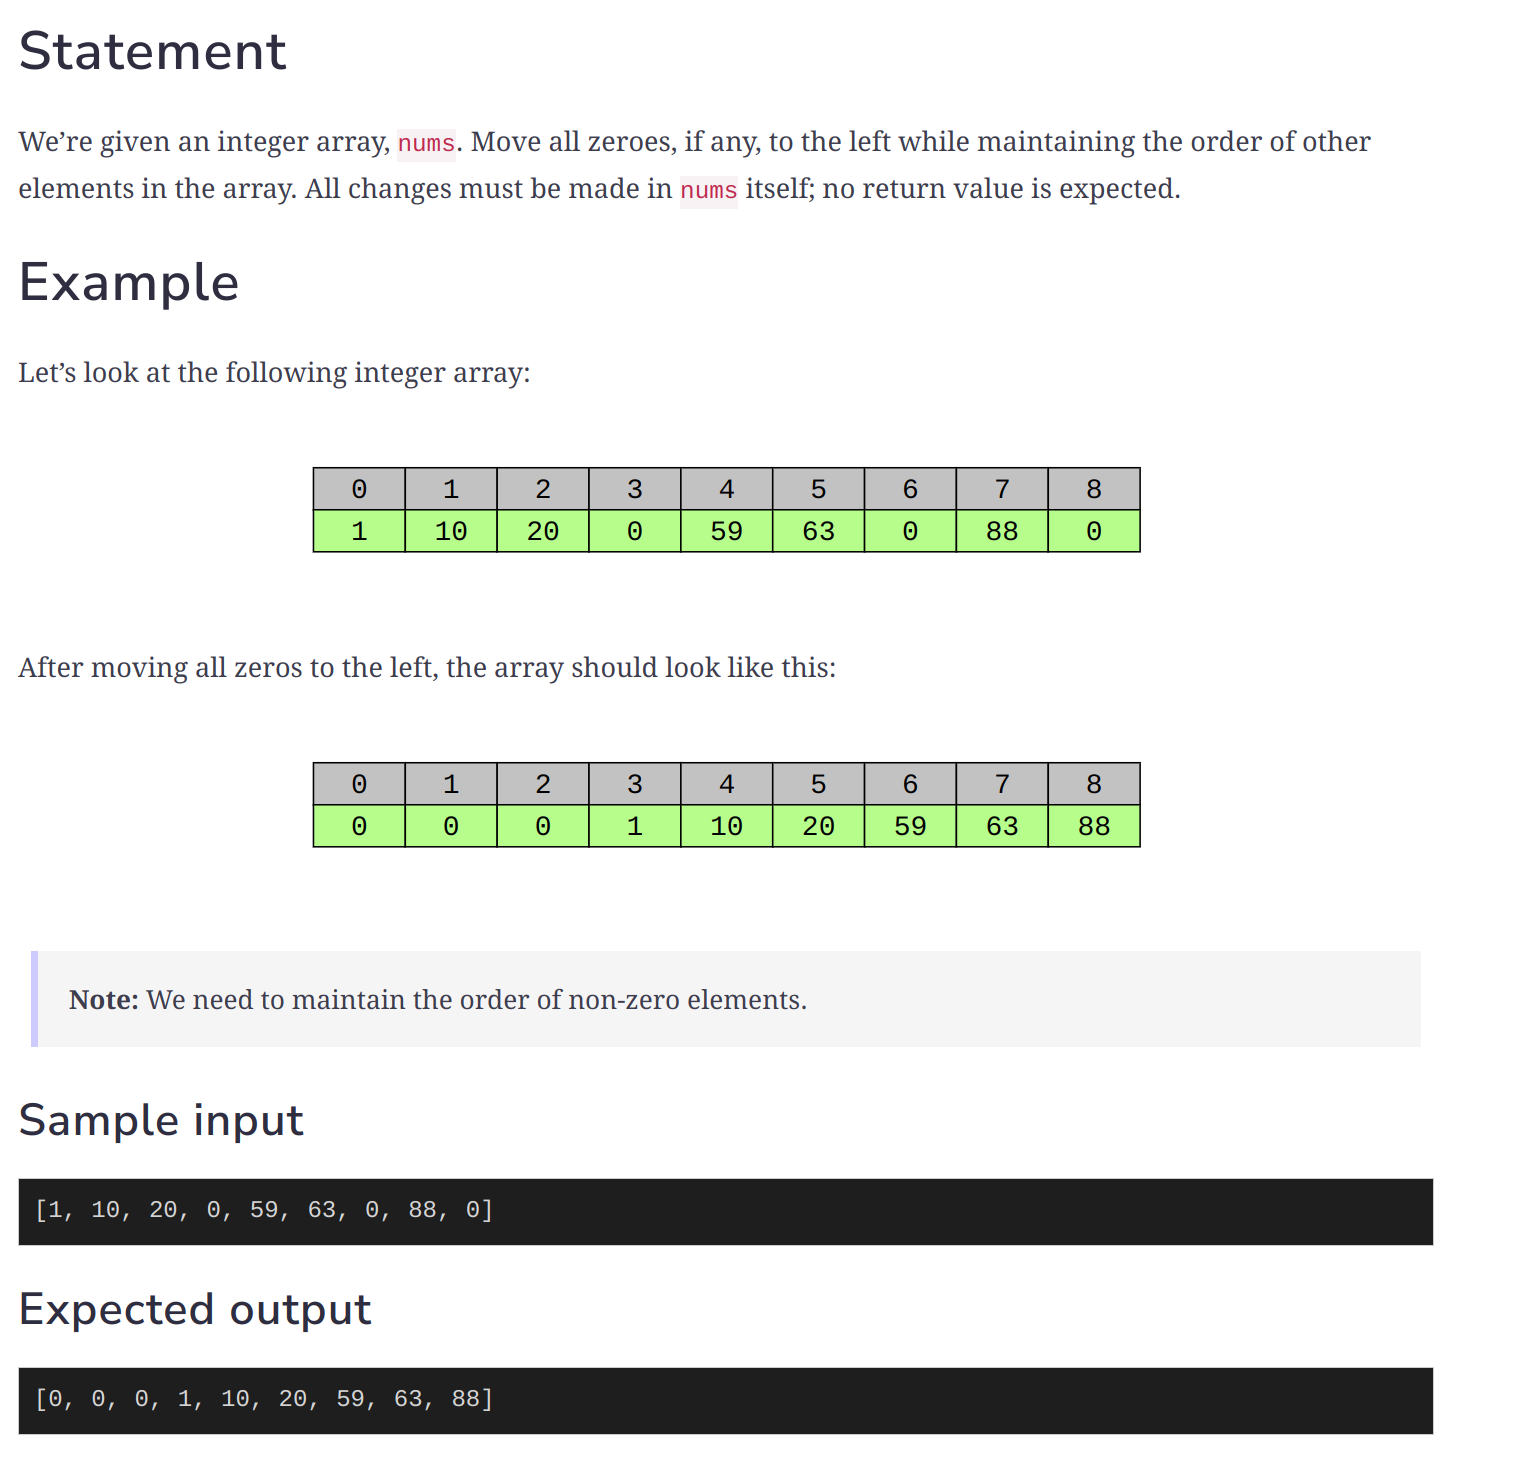 Statement
We’re given an integer array, nums. Move all zeroes, if any, to the left while maintaining the order of other
elements in the array. All changes must be made in nums itself; no return value is expected.
Example
Let’s look at the following integer array:
0 1 2 3 4 5 6 7 8
1 10 20 0 59 63 0 88 0
After moving all zeros to the left, the array should look like this:
0 1 2 3 4 5 6 7 8
0 0 0 1 10 20 59 63 88
Note: We need to maintain the order of non-zero elements.
Sample input
[1, 10, 20, 0, 59, 63, 0, 88, 0]
Expected output
[0, 0, 0, 1, 10, 20, 59, 63, 88]